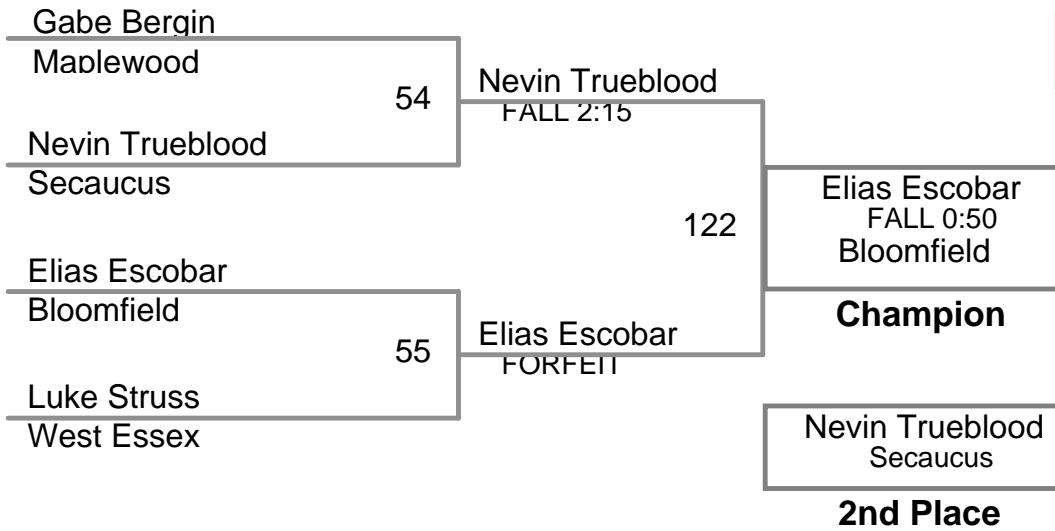 Gabe Bergin
Maplewood
54
Nevin Trueblood
FALL 2:15
Nevin Trueblood
Secaucus
122
Elias Escobar
FALL 0:50
Bloomfield
Champion
Elias Escobar
Bloomfield
55
Elias Escobar
FORFEIT
Luke Struss
West Essex
Nevin Trueblood
Secaucus
2nd Place